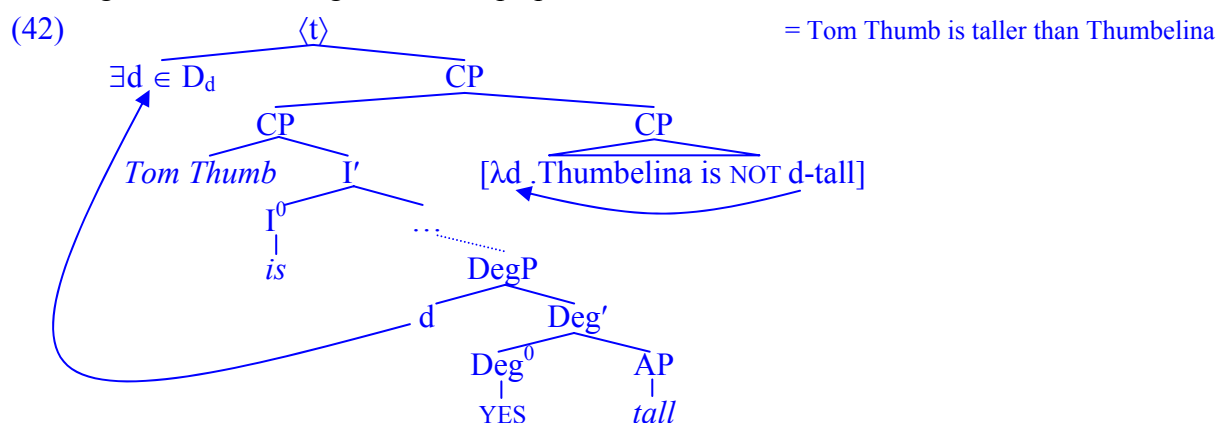 (42) ⟨t⟩ = Tom Thumb is taller than Thumbelina
∃d ∈ D_d CP
CP CP
Tom Thumb I′ [λd .Thumbelina is NOT d-tall]
I⁰ …
is DegP
d Deg′
Deg⁰ AP
YES tall